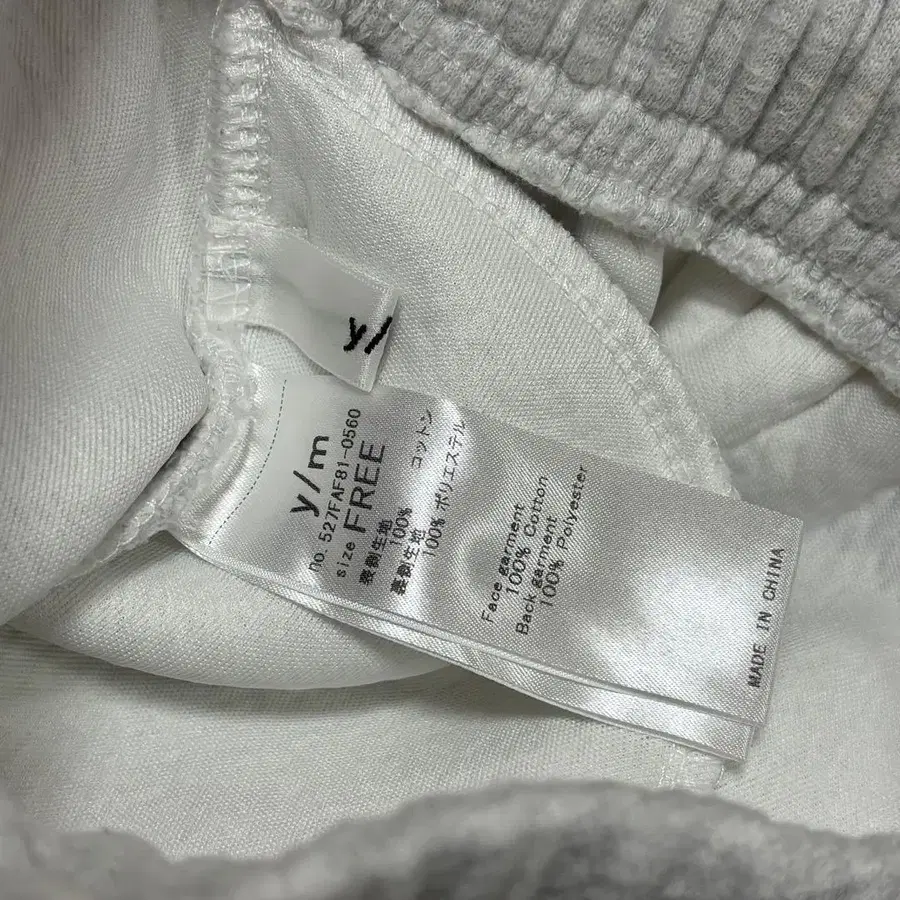 y/
y/m
no.527FAF81-0560
size FREE
表側生地
100% コットン
裏側生地
100% ポリエステル
Face garment
100% Cotton
Back garment
100% Polyester
MADE IN CHINA